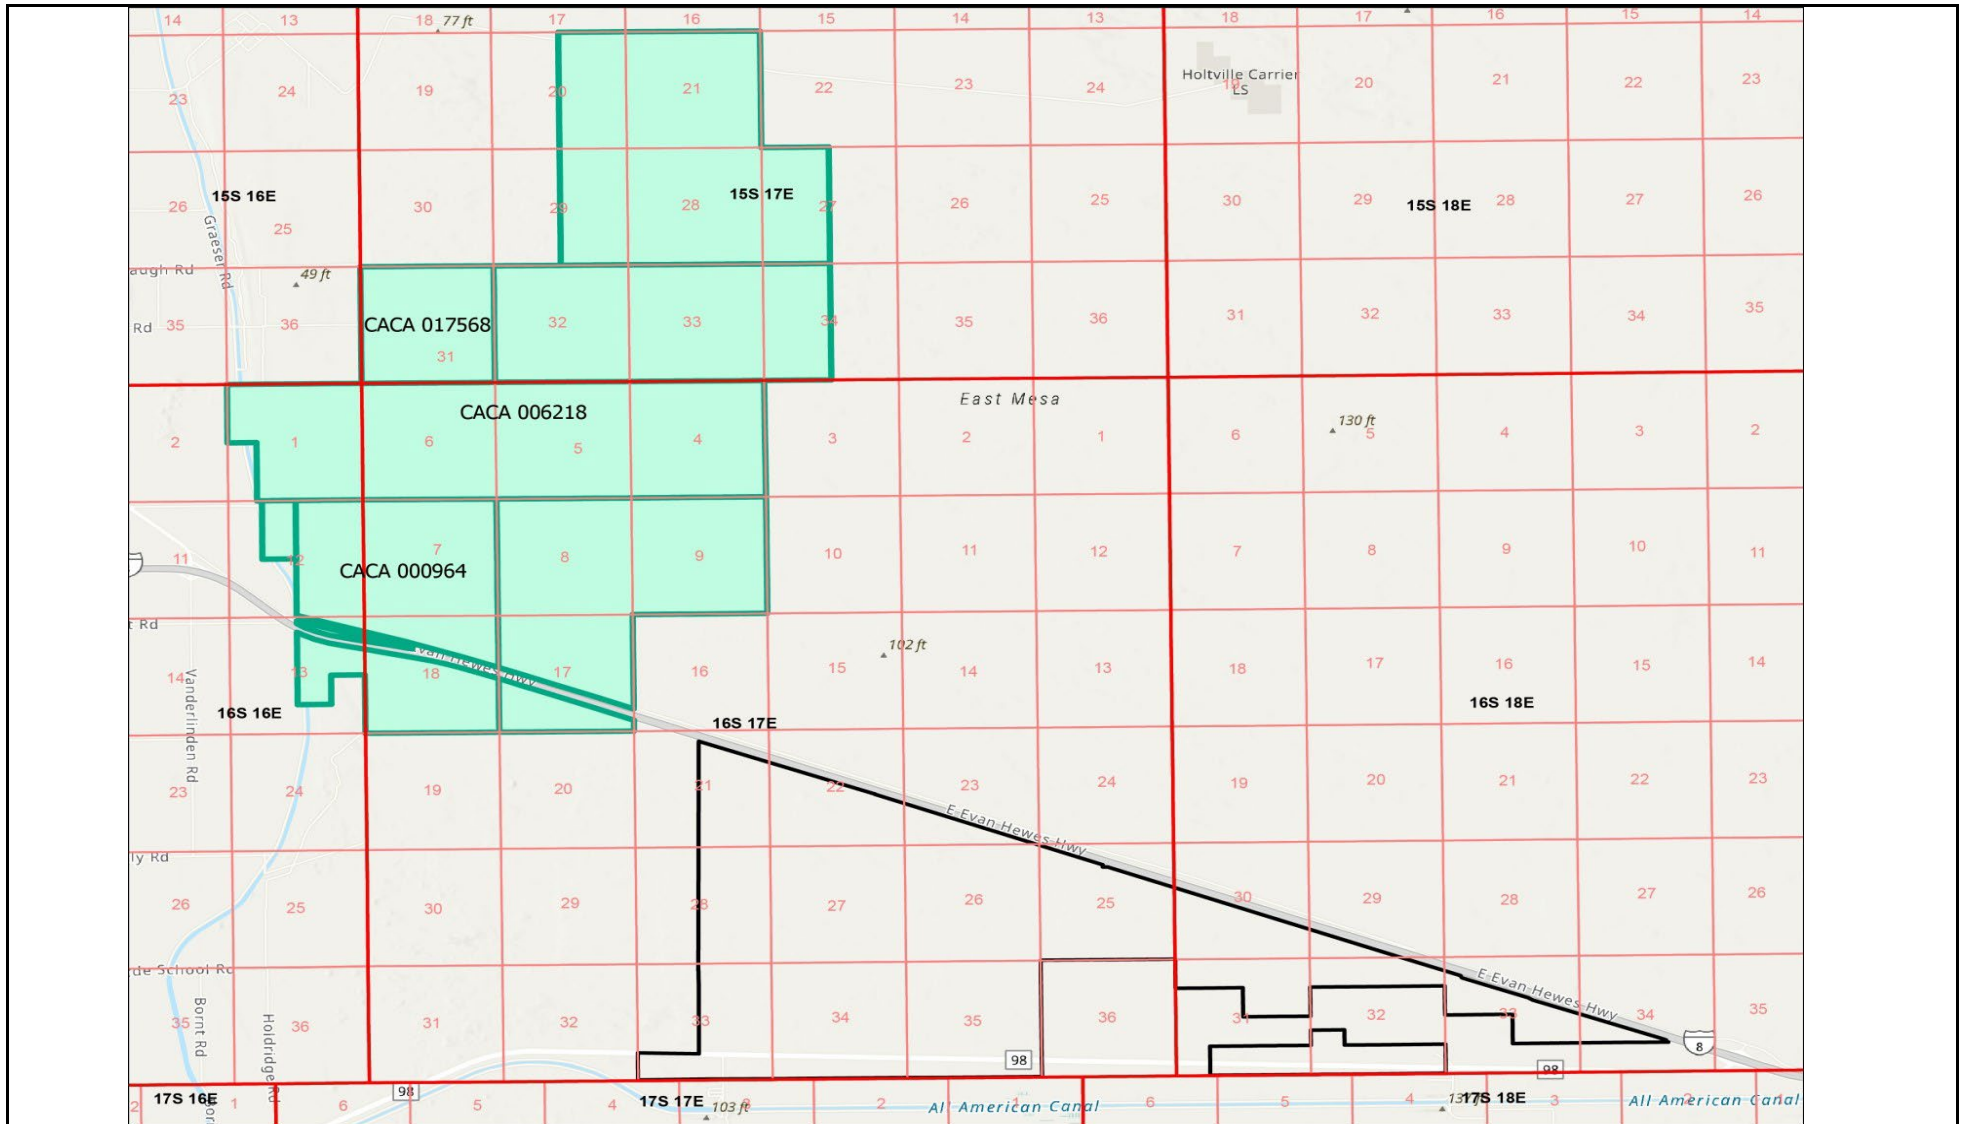 14 13 18 77 ft 17 16 15 14 13 18 17 16 15 14
23 24 19 20 21 22 23 24 19 20 21 22 23
Holtville Carrier
LS
15S 16E 15S 17E 15S 18E
26 25 30 29 28 27 26 25 30 29 28 27 26
Graeser Rd
augh Rd
49 ft
Rd 35 36 CACA 017568 32 33 34 35 36 31 32 33 34 35
31
East Mesa
CACA 006218
130 ft
2 1 6 5 4 3 2 1 6 5 4 3 2
11 12 7 8 9 10 11 12 7 8 9 10 11
CACA 000964
t Rd
102 ft
Van Hewes Hwy
14 13 18 17 16 15 14 13 18 17 16 15 14
Vanderlinden Rd
16S 16E 16S 17E 16S 18E
23 24 19 20 21 22 23 24 19 20 21 22 23
E Evan Hewes Hwy
ly Rd
26 25 30 29 28 27 26 25 30 29 28 27 26
de School Rd
E Evan Hewes Hwy
35 36 31 32 33 34 35 36 31 32 33 34 35
Bornt Rd
Holdridge Rd
8
98
98
98
17S 16E 17S 17E 17S 18E
2 1 6 5 4 2 6 5 4 3
103 ft
All American Canal
All American Canal